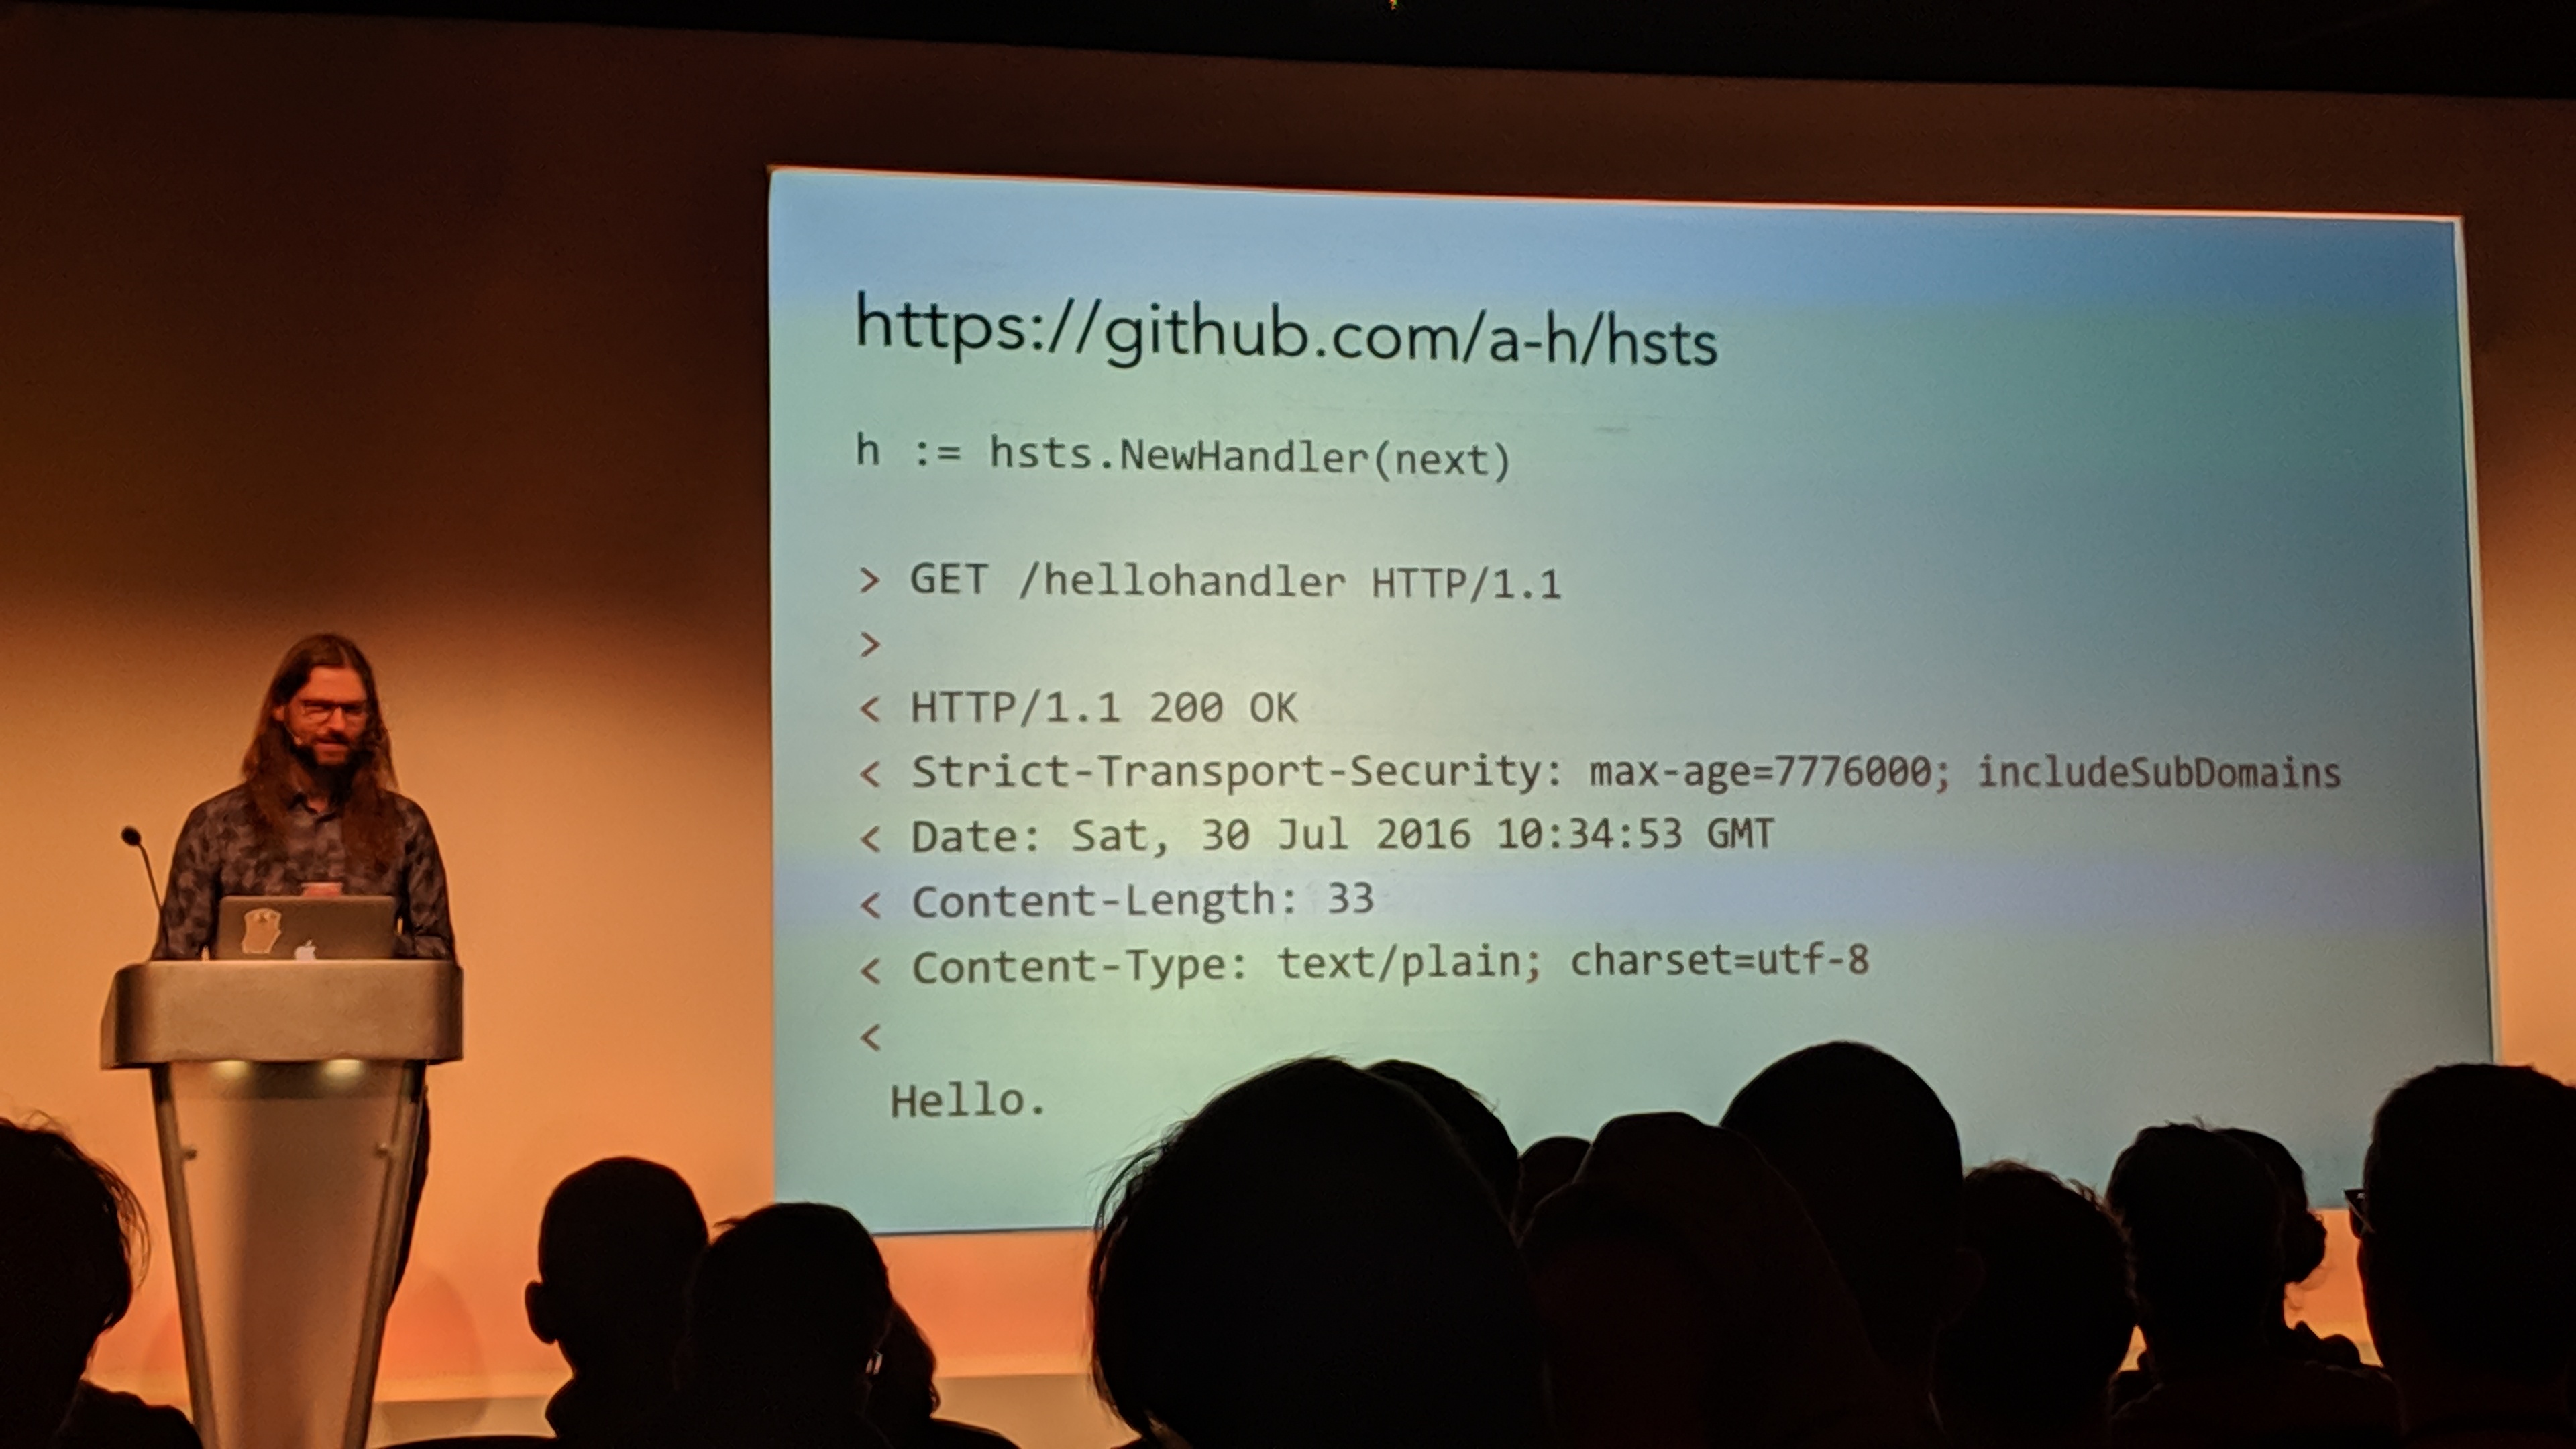 https://github.com/a-h/hsts
h := hsts.NewHandler(next)
> GET /hellohandler HTTP/1.1
>
< HTTP/1.1 200 OK
< Strict-Transport-Security: max-age=7776000; includeSubDomains
< Date: Sat, 30 Jul 2016 10:34:53 GMT
< Content-Length: 33
< Content-Type: text/plain; charset=utf-8
<
Hello.